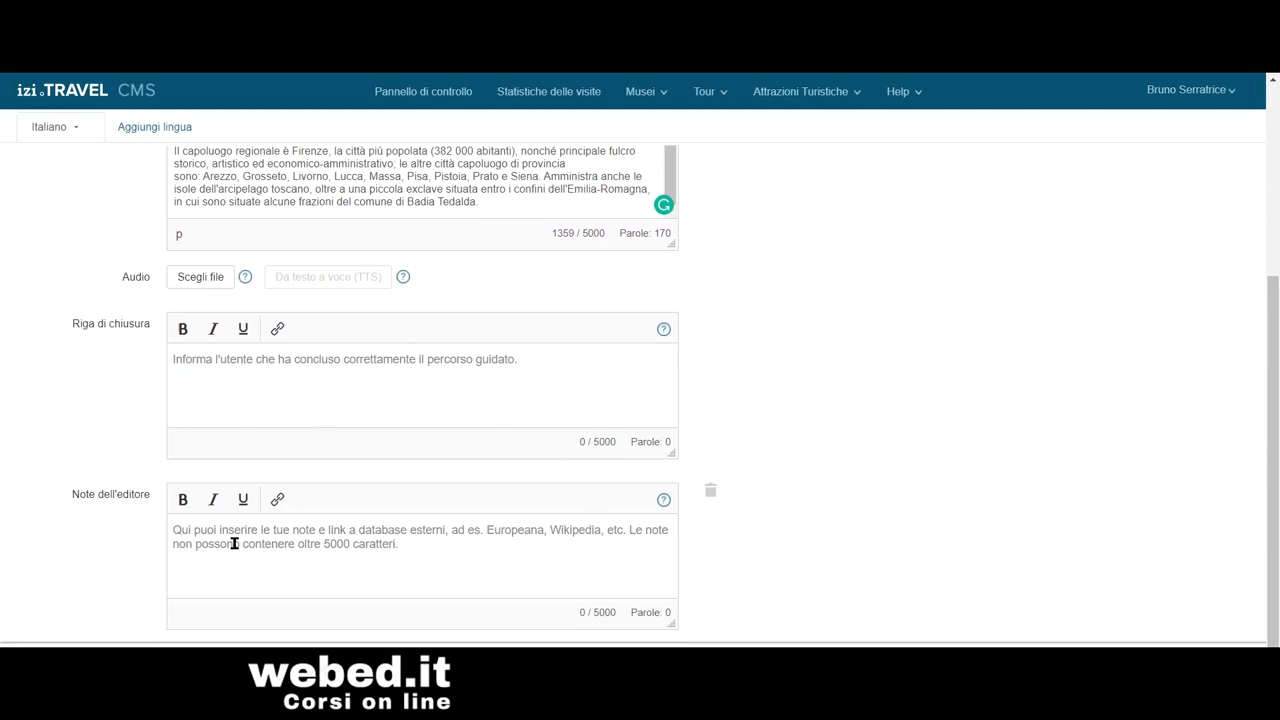 izi.TRAVEL CMS
Pannello di controllo
Statistiche delle visite
Musei
Tour
Attrazioni Turistiche
Help
Bruno Serratrice
Italiano
Aggiungi lingua
Il capoluogo regionale è Firenze, la città più popolata (382 000 abitanti), nonché principale fulcro
storico, artistico ed economico-amministrativo; le altre città capoluogo di provincia
sono: Arezzo, Grosseto, Livorno, Lucca, Massa, Pisa, Pistoia, Prato e Siena. Amministra anche le
isole dell'arcipelago toscano, oltre a una piccola exclave situata entro i confini dell'Emilia-Romagna,
in cui sono situate alcune frazioni del comune di Badia Tedalda.
p
1359 / 5000 Parole: 170
Audio
Scegli file
?
Da testo a voce (TTS)
?
Riga di chiusura
B I U
?
Informa l'utente che ha concluso correttamente il percorso guidato.
0 / 5000 Parole: 0
Note dell'editore
B I U
?
Qui puoi inserire le tue note e link a database esterni, ad es. Europeana, Wikipedia, etc. Le note
non possono contenere oltre 5000 caratteri.
0 / 5000 Parole: 0
webed.it
Corsi on line